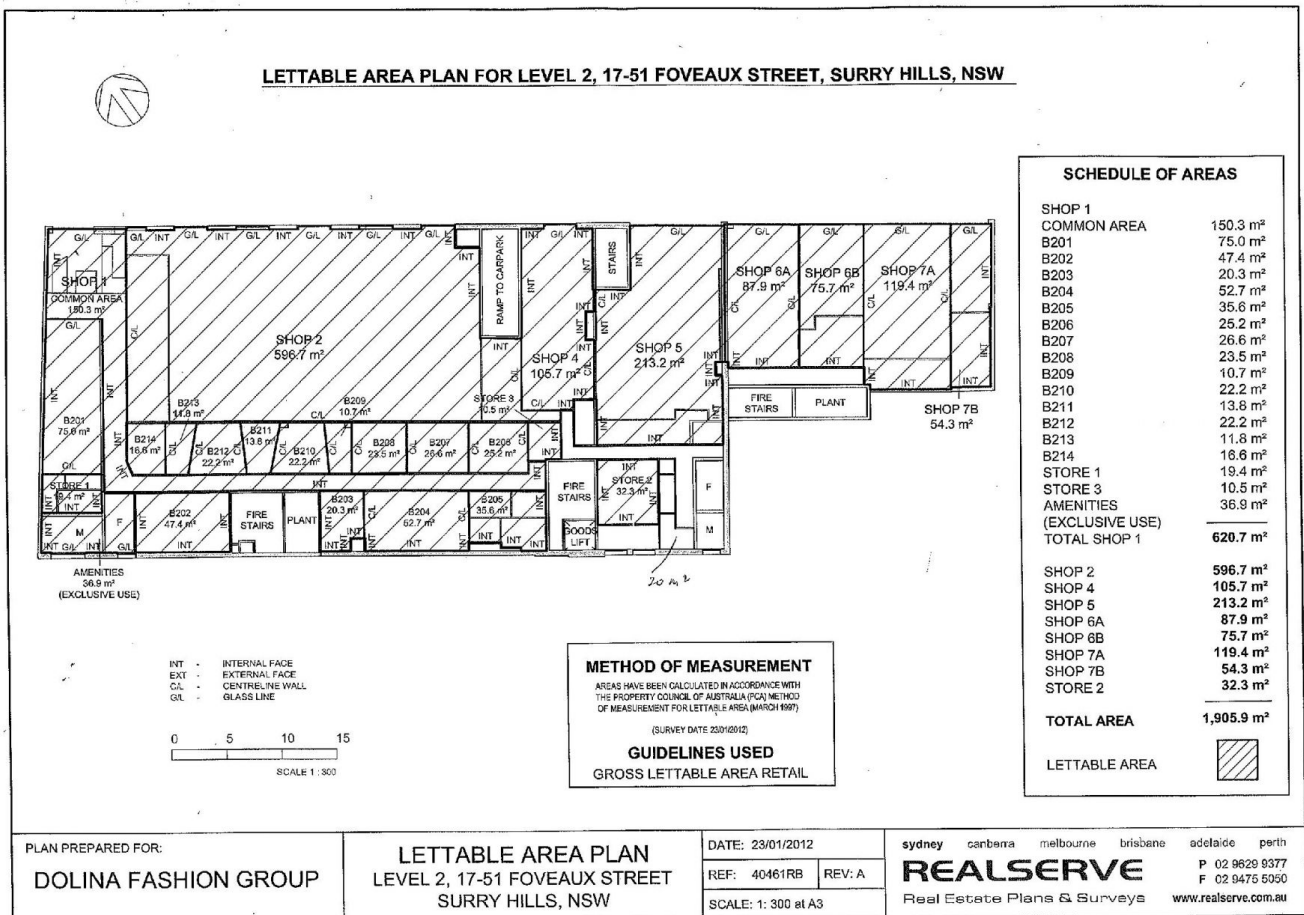 LETTABLE AREA PLAN FOR LEVEL 2, 17-51 FOVEAUX STREET, SURRY HILLS, NSW
SCHEDULE OF AREAS
SHOP 1
COMMON AREA 150.3 m²
B201 75.0 m²
B202 47.4 m²
B203 20.3 m²
B204 52.7 m²
B205 35.6 m²
B206 25.2 m²
B207 26.6 m²
B208 23.5 m²
B209 10.7 m²
B210 22.2 m²
B211 13.8 m²
B212 22.2 m²
B213 11.8 m²
B214 16.6 m²
STORE 1 19.4 m²
STORE 3 10.5 m²
AMENITIES 36.9 m²
(EXCLUSIVE USE)
TOTAL SHOP 1 620.7 m²
SHOP 2 596.7 m²
SHOP 4 105.7 m²
SHOP 5 213.2 m²
SHOP 6A 87.9 m²
SHOP 6B 75.7 m²
SHOP 7A 119.4 m²
SHOP 7B 54.3 m²
STORE 2 32.3 m²
TOTAL AREA 1,905.9 m²
LETTABLE AREA
G/L G/L INT G/L INT G/L INT G/L INT G/L INT G/L INT G/L INT G/L G/L G/L G/L
SHOP 1
COMMON AREA
150.3 m²
G/L
RAMP TO CARPARK
STAIRS
SHOP 2
596.7 m²
SHOP 4
105.7 m²
SHOP 5
213.2 m²
SHOP 6A
87.9 m²
SHOP 6B
75.7 m²
SHOP 7A
119.4 m²
SHOP 7B
54.3 m²
FIRE
STAIRS
PLANT
B201
75.0 m²
B213
11.8 m²
B209
10.7 m²
STORE 3
10.5 m²
B214
16.6 m²
B212
22.2 m²
B211
13.8 m²
B210
22.2 m²
B208
23.5 m²
B207
26.6 m²
B206
25.2 m²
STORE 1
19.4 m²
B202
47.4 m²
FIRE
STAIRS
PLANT
B203
20.3 m²
B204
52.7 m²
B205
35.6 m²
FIRE
STAIRS
GOODS
LIFT
STORE 2
32.3 m²
F
M
M
F
AMENITIES
36.9 m²
(EXCLUSIVE USE)
20 m²
INT - INTERNAL FACE
EXT - EXTERNAL FACE
C/L - CENTRELINE WALL
G/L - GLASS LINE
0 5 10 15
SCALE 1 : 300
METHOD OF MEASUREMENT
AREAS HAVE BEEN CALCULATED IN ACCORDANCE WITH
THE PROPERTY COUNCIL OF AUSTRALIA (PCA) METHOD
OF MEASUREMENT FOR LETTABLE AREA (MARCH 1997)
(SURVEY DATE 23/01/2012)
GUIDELINES USED
GROSS LETTABLE AREA RETAIL
PLAN PREPARED FOR:
DOLINA FASHION GROUP
LETTABLE AREA PLAN
LEVEL 2, 17-51 FOVEAUX STREET
SURRY HILLS, NSW
DATE: 23/01/2012
REF: 40461RB REV: A
SCALE: 1: 300 at A3
sydney canberra melbourne brisbane adelaide perth
REALSERVE
Real Estate Plans & Surveys
P 02 9629 9377
F 02 9475 5050
www.realserve.com.au